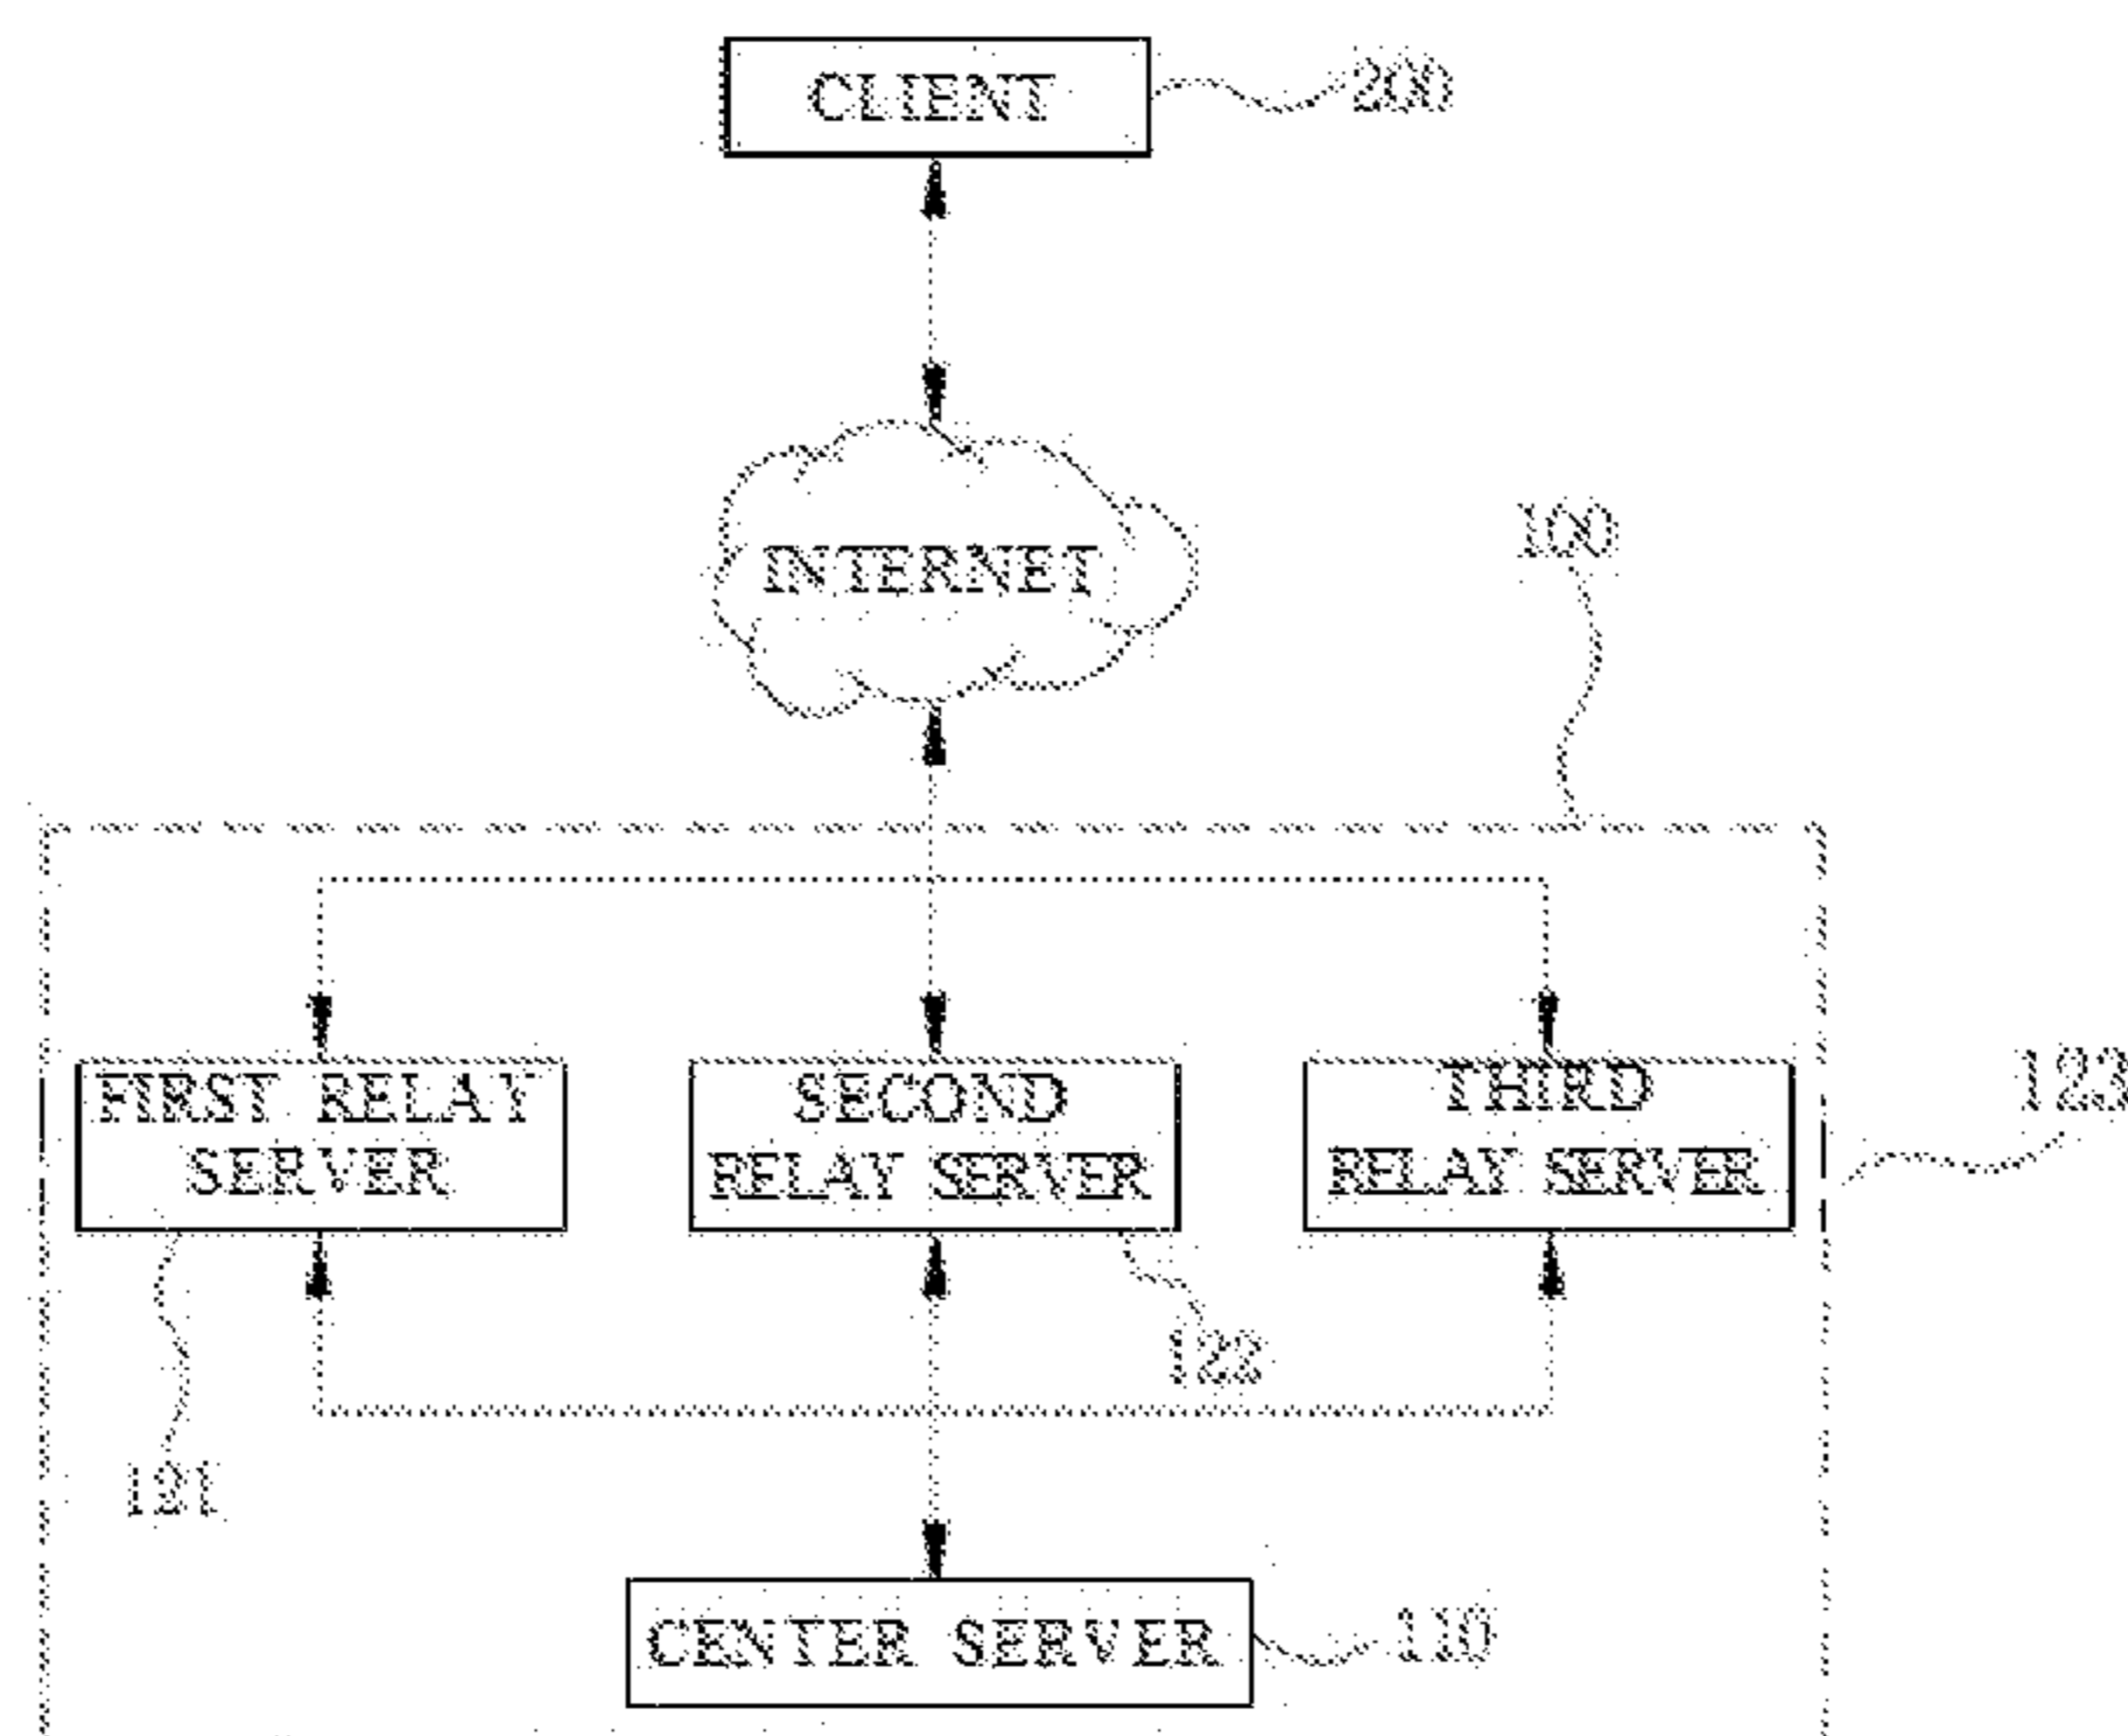 CLIENT
200
INTERNET
100
FIRST RELAY
SERVER
SECOND
RELAY SERVER
THIRD
RELAY SERVER
123
122
121
CENTER SERVER
110